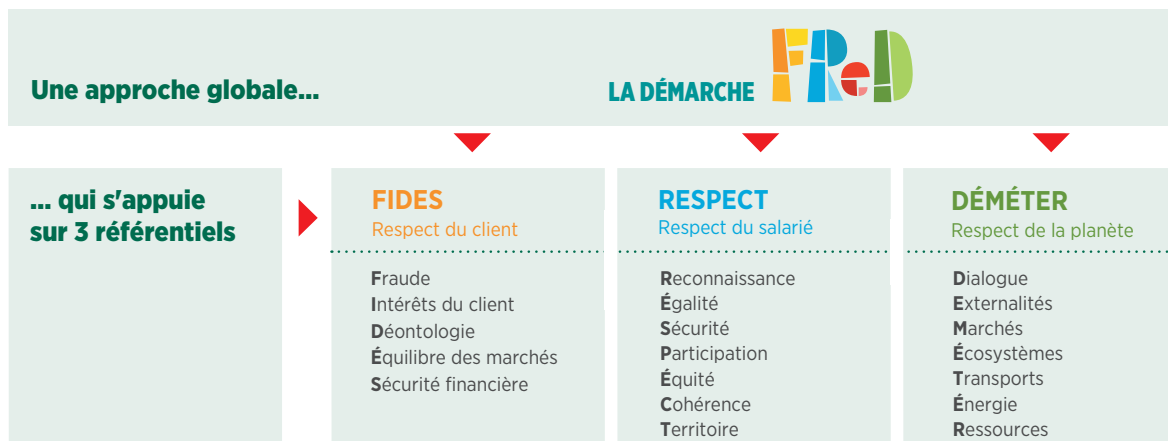 Une approche globale...
LA DÉMARCHE FReD
... qui s'appuie
sur 3 référentiels
FIDES
Respect du client
Fraude
Intérêts du client
Déontologie
Équilibre des marchés
Sécurité financière
RESPECT
Respect du salarié
Reconnaissance
Égalité
Sécurité
Participation
Équité
Cohérence
Territoire
DÉMÉTER
Respect de la planète
Dialogue
Externalités
Marchés
Écosystèmes
Transports
Énergie
Ressources